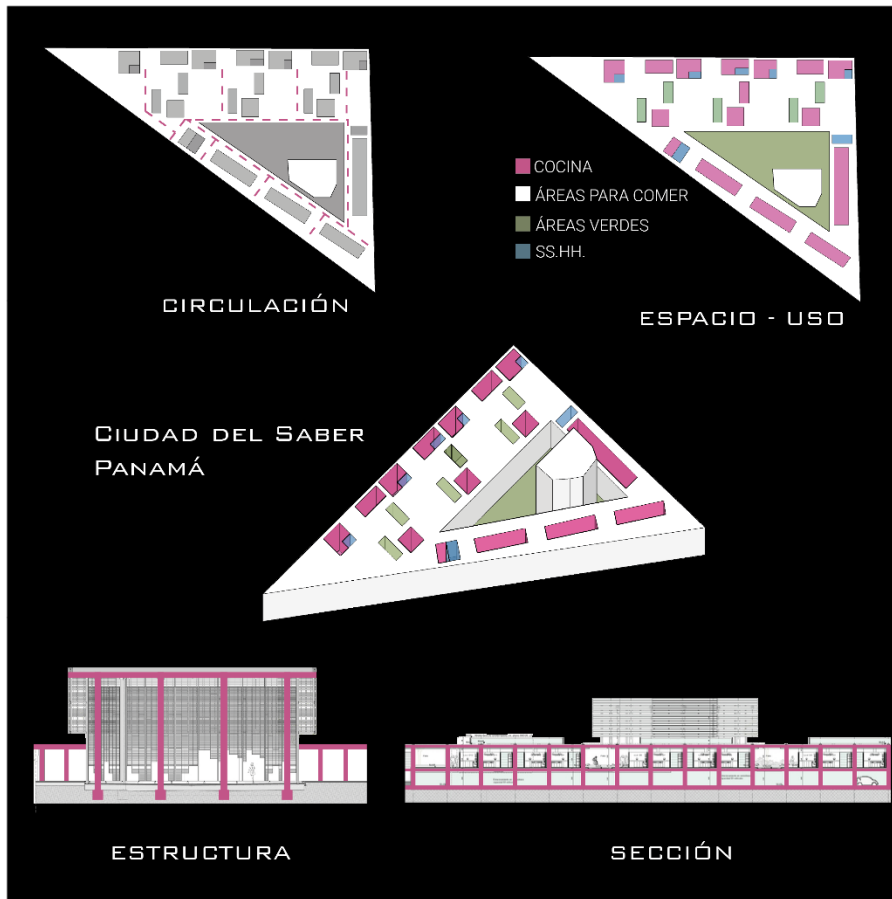 COCINA
ÁREAS PARA COMER
ÁREAS VERDES
SS.HH.
CIRCULACIÓN
ESPACIO - USO
Ciudad del Saber
Panamá
ESTRUCTURA
SECCIÓN